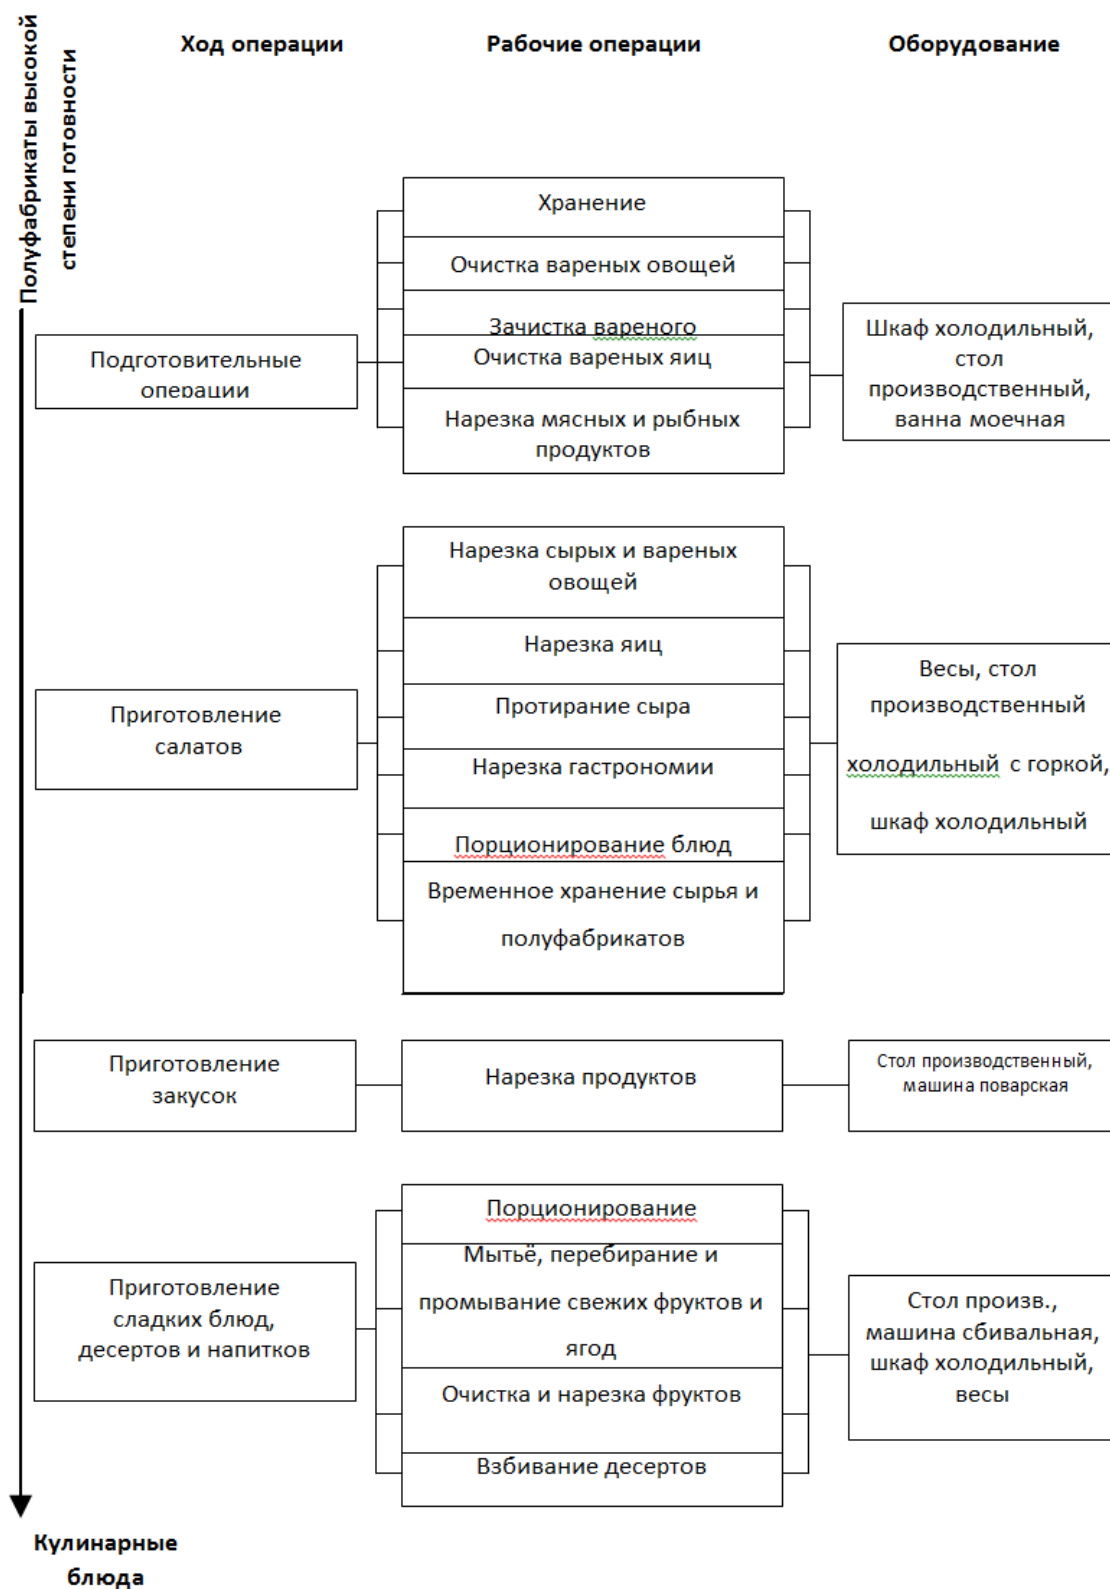 Полуфабрикаты высокой
степени готовности
Ход операции
Рабочие операции
Оборудование
Подготовительные
операции
Хранение
Очистка вареных овощей
Зачистка вареного
Очистка вареных яиц
Нарезка мясных и рыбных
продуктов
Шкаф холодильный,
стол
производственный,
ванна моечная
Приготовление
салатов
Нарезка сырых и вареных
овощей
Нарезка яиц
Протирание сыра
Нарезка гастрономии
Порционирование блюд
Временное хранение сырья и
полуфабрикатов
Весы, стол
производственный
холодильный с горкой,
шкаф холодильный
Приготовление
закусок
Нарезка продуктов
Стол производственный,
машина поварская
Приготовление
сладких блюд,
десертов и напитков
Порционирование
Мытьё, перебирание и
промывание свежих фруктов и
ягод
Очистка и нарезка фруктов
Взбивание десертов
Стол произв.,
машина сбивальная,
шкаф холодильный,
весы
Кулинарные
блюда